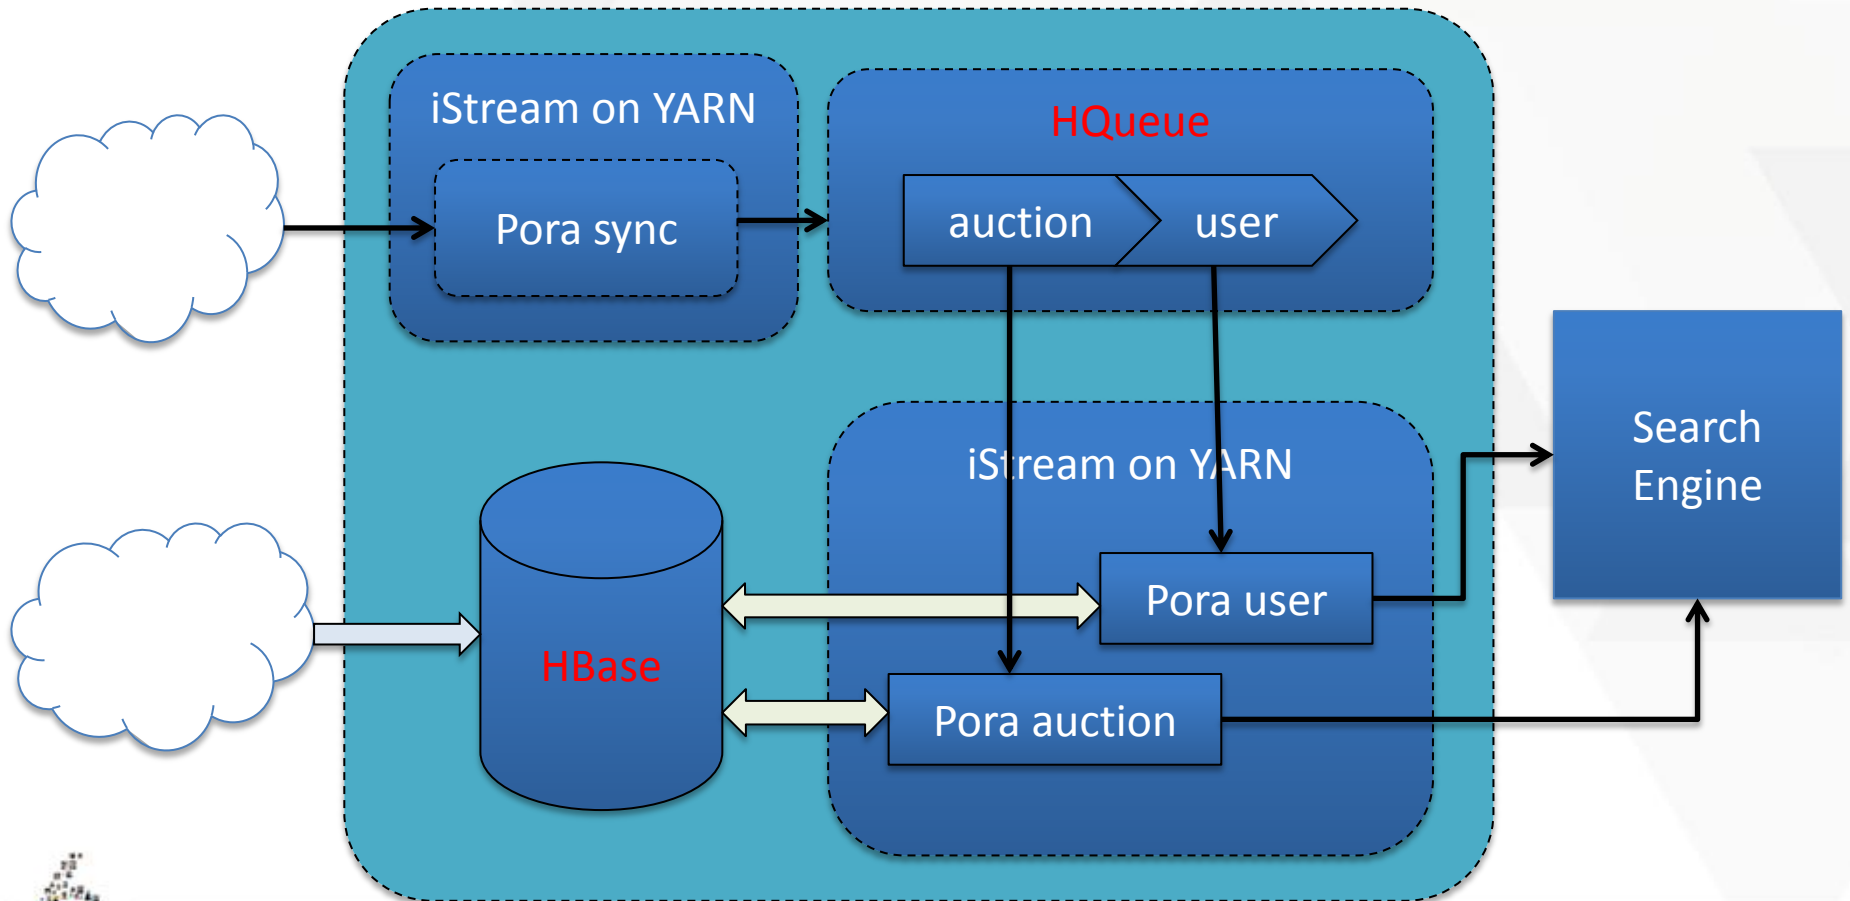 iStream on YARN
Pora sync
HQueue
auction
user
Search
Engine
iStream on YARN
Pora user
HBase
Pora auction